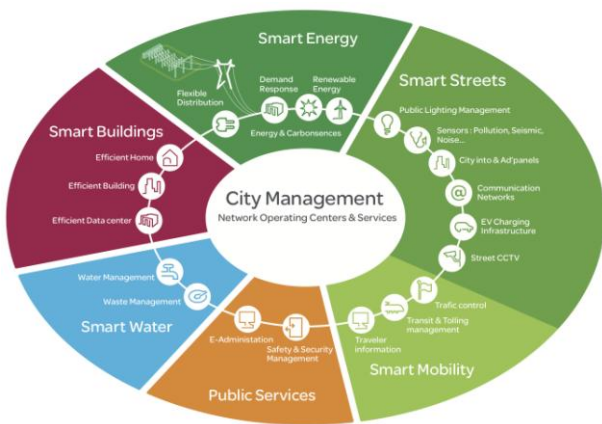 Smart Energy
Flexible
Distribution
Demand
Response
Renewable
Energy
Energy & Carbonsences
Smart Streets
Public Lighting Management
Sensors : Pollution, Seismic,
Noise...
City into & Ad'panels
@
Communication
Networks
EV Charging
Infrastructure
Street CCTV
Smart Buildings
Efficient Home
Efficient Building
Efficient Data center
City Management
Network Operating Centers & Services
Water Management
Waste Management
Smart Water
E-Administation
Safety & Security
Management
Public Services
Trafic control
Transit & Tolling
management
Traveler
information
Smart Mobility